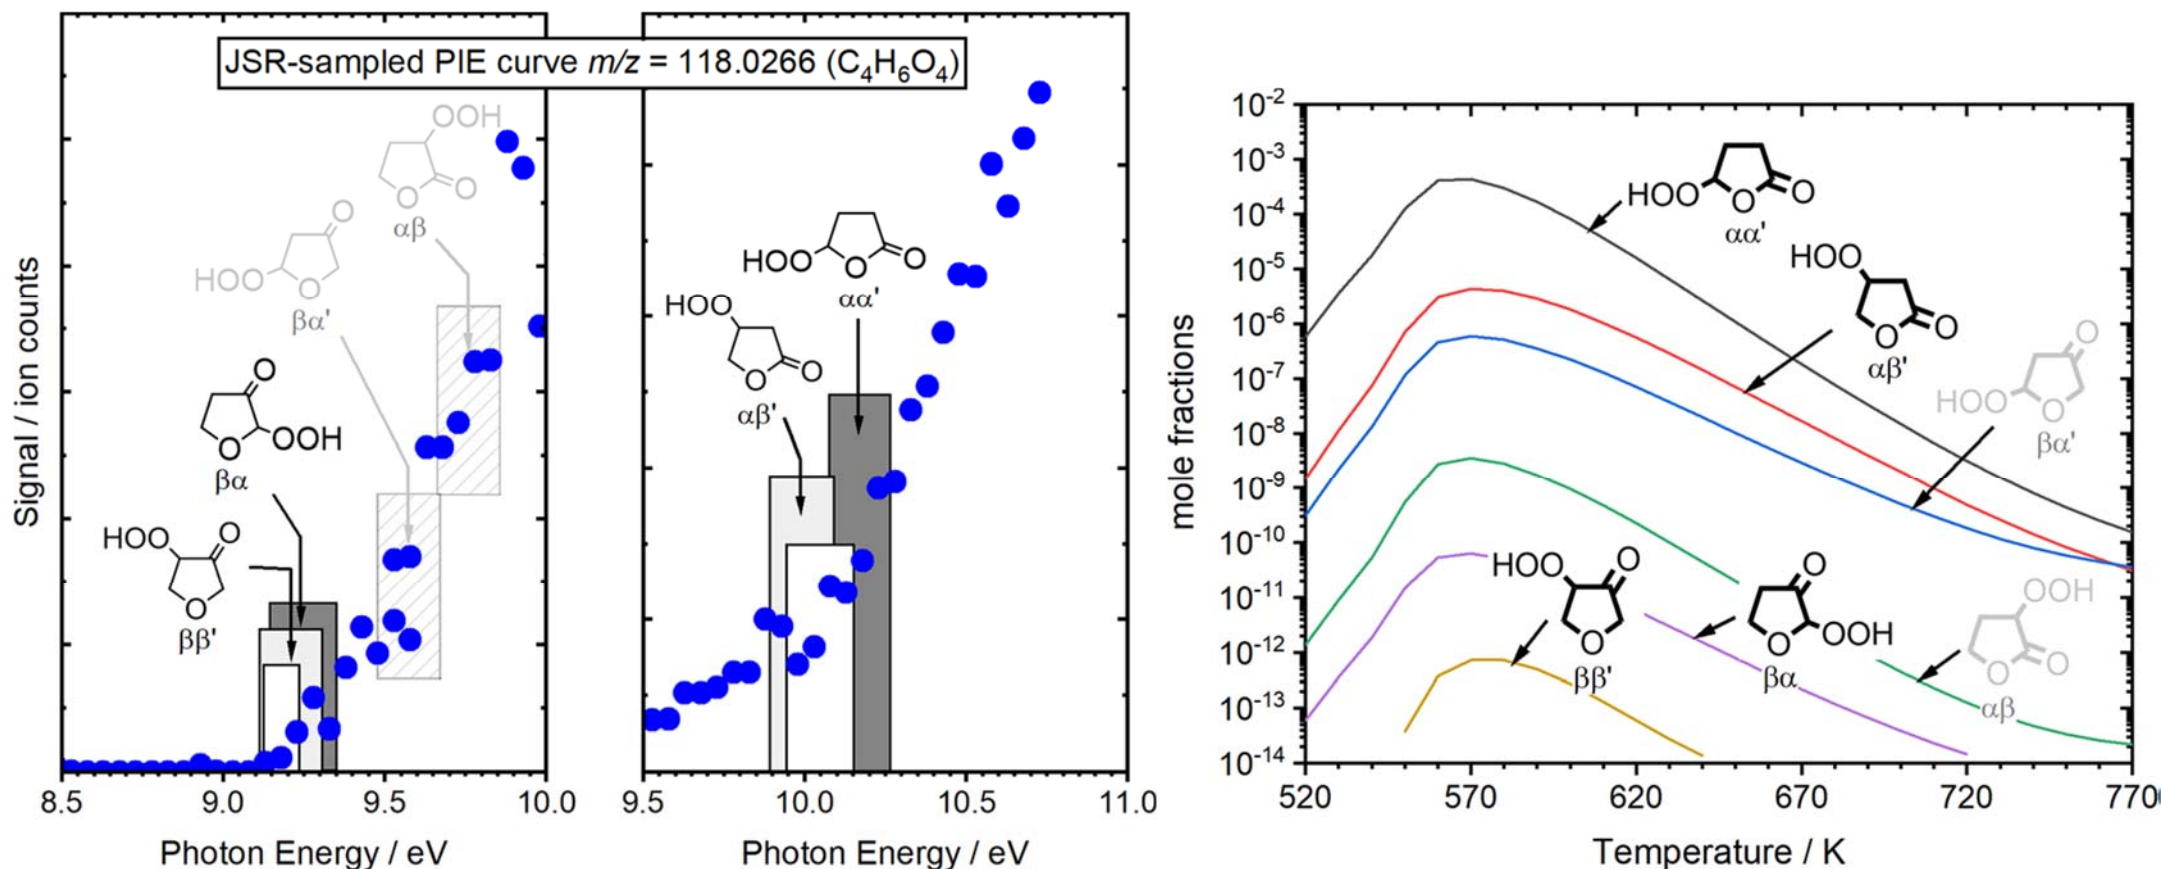 JSR-sampled PIE curve m/z = 118.0266 (C₄H₆O₄)
Signal / ion counts
OOH
O
O
αβ
O
HOO
O
βα'
O
O
OOH
βα
HOO
O
O
ββ'
8.5 9.0 9.5 10.0
Photon Energy / eV
HOO
O
O
αα'
HOO
O
O
αβ'
9.5 10.0 10.5 11.0
Photon Energy / eV
mole fractions
10⁻²
10⁻³
10⁻⁴
10⁻⁵
10⁻⁶
10⁻⁷
10⁻⁸
10⁻⁹
10⁻¹⁰
10⁻¹¹
10⁻¹²
10⁻¹³
10⁻¹⁴
HOO
O
O
αα'
HOO
O
O
αβ'
O
HOO
O
βα'
HOO
O
O
ββ'
O
O
OOH
βα
OOH
O
O
αβ
520 570 620 670 720 770
Temperature / K